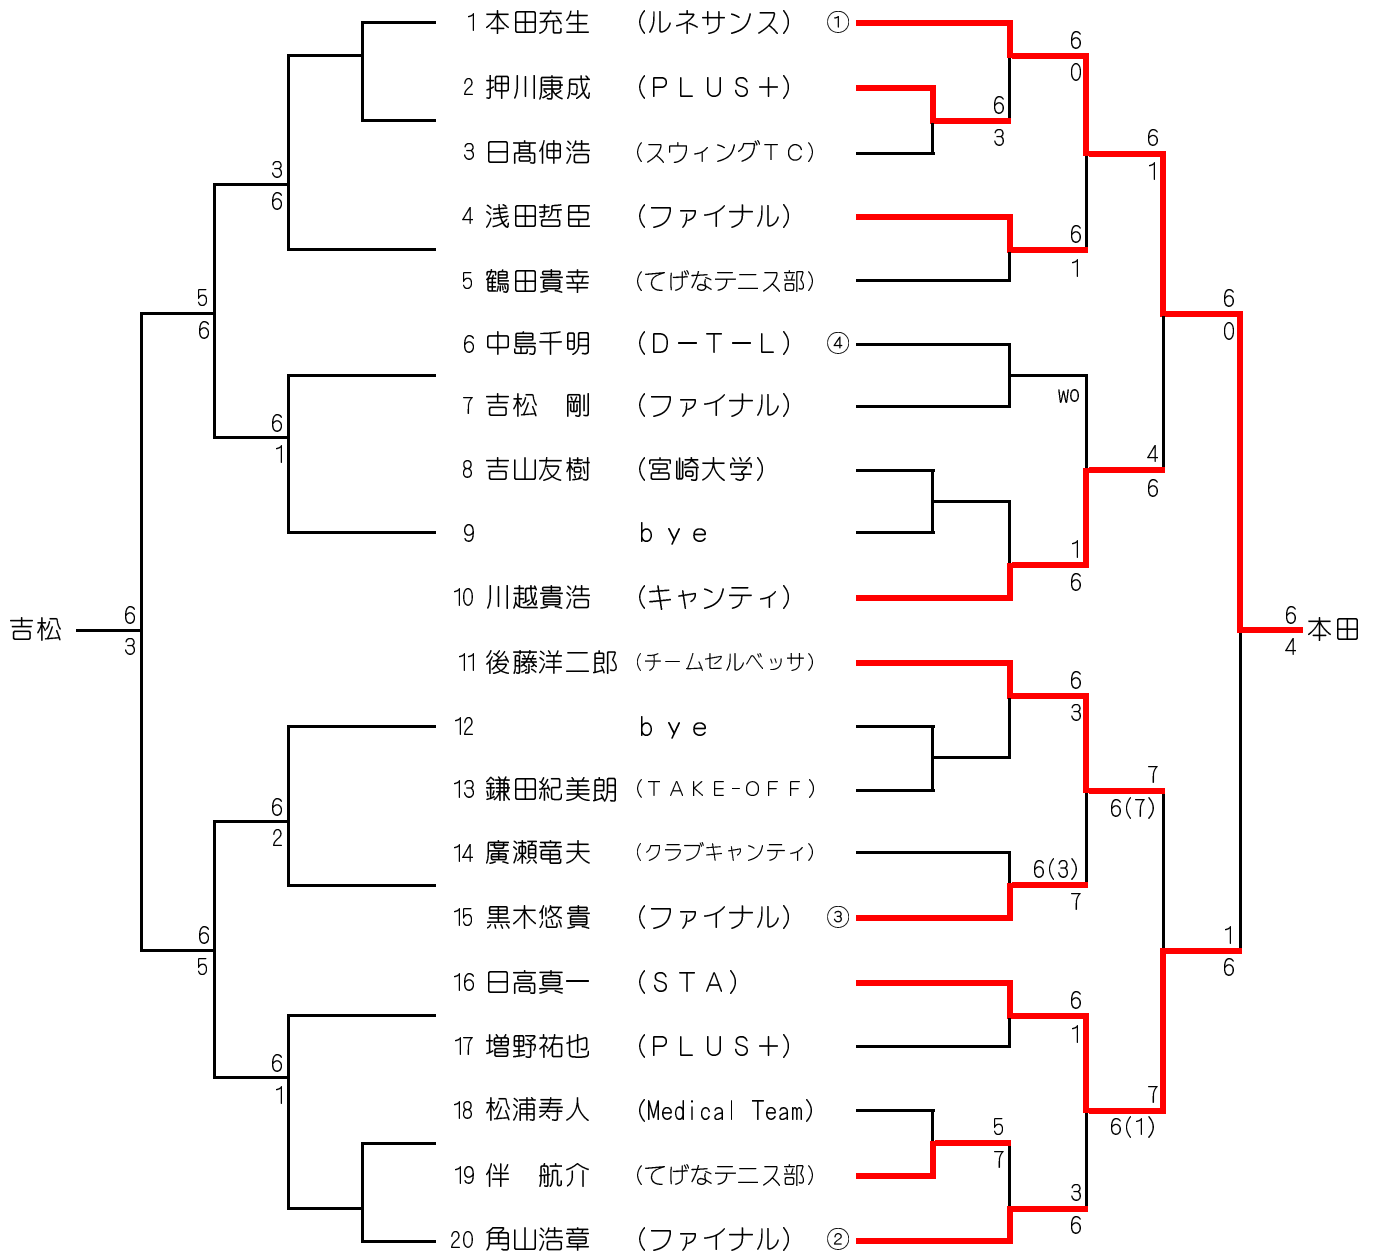 1 本田充生 (ルネサンス) ①
6
0
2 押川康成 (PLUS+)
6
3
6
1
3 日髙伸浩 (スウィングTC)
3
6
4 浅田哲臣 (ファイナル)
6
1
5 鶴田貴幸 (てげなテニス部)
5
6
6
0
6 中島千明 (D-T-L) ④
wo
7 吉松 剛 (ファイナル)
6
1
4
6
8 吉山友樹 (宮崎大学)
9 bye
1
6
10 川越貴浩 (キャンティ)
吉松
6
3
6
4
本田
11 後藤洋二郎 (チームセルベッサ)
6
3
12 bye
7
6(7)
13 鎌田紀美朗 (TAKE-OFF)
6
2
14 廣瀬竜夫 (クラブキャンティ)
6(3)
7
15 黒木悠貴 (ファイナル) ③
6
5
1
6
16 日高真一 (STA)
6
1
17 増野祐也 (PLUS+)
6
1
7
6(1)
18 松浦寿人 (Medical Team)
5
7
19 伴 航介 (てげなテニス部)
3
6
20 角山浩章 (ファイナル) ②